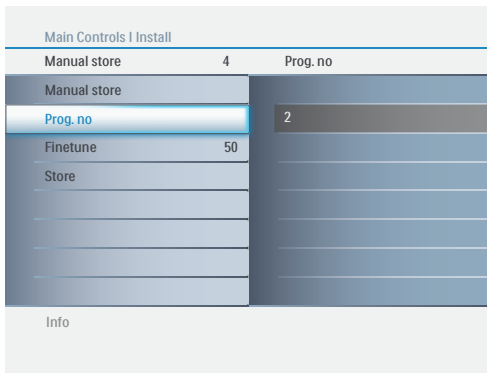 Main Controls I Install
Manual store 4 Prog. no
Manual store
Prog. no 2
Finetune 50
Store
Info